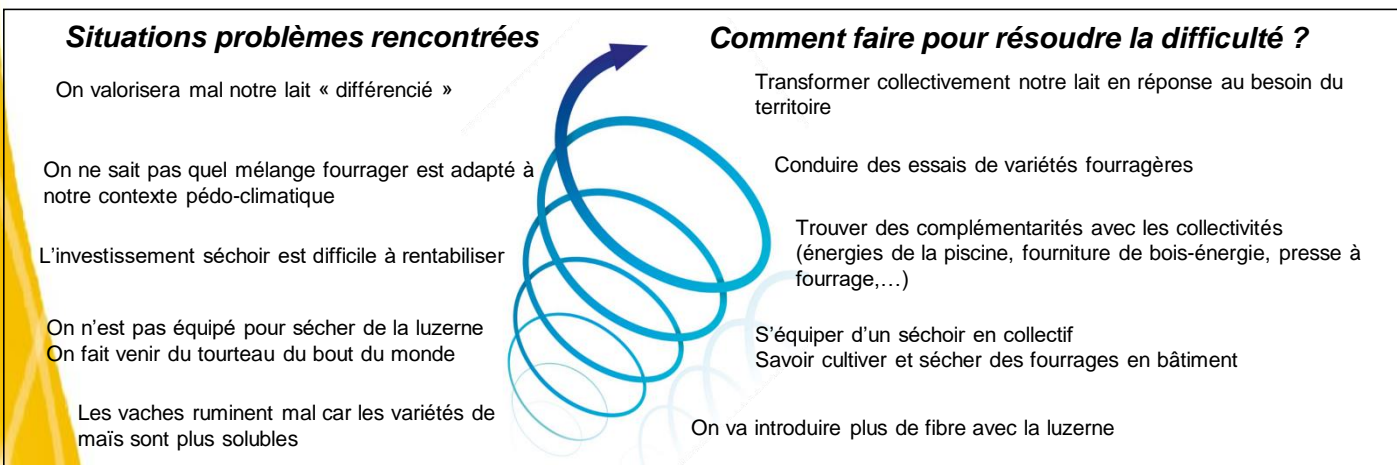 Situations problèmes rencontrées
Comment faire pour résoudre la difficulté ?
On valorisera mal notre lait « différencié »
Transformer collectivement notre lait en réponse au besoin du
territoire
On ne sait pas quel mélange fourrager est adapté à
notre contexte pédo-climatique
Conduire des essais de variétés fourragères
L’investissement séchoir est difficile à rentabiliser
Trouver des complémentarités avec les collectivités
(énergies de la piscine, fourniture de bois-énergie, presse à
fourrage,…)
On n’est pas équipé pour sécher de la luzerne
On fait venir du tourteau du bout du monde
S’équiper d’un séchoir en collectif
Savoir cultiver et sécher des fourrages en bâtiment
Les vaches ruminent mal car les variétés de
maïs sont plus solubles
On va introduire plus de fibre avec la luzerne